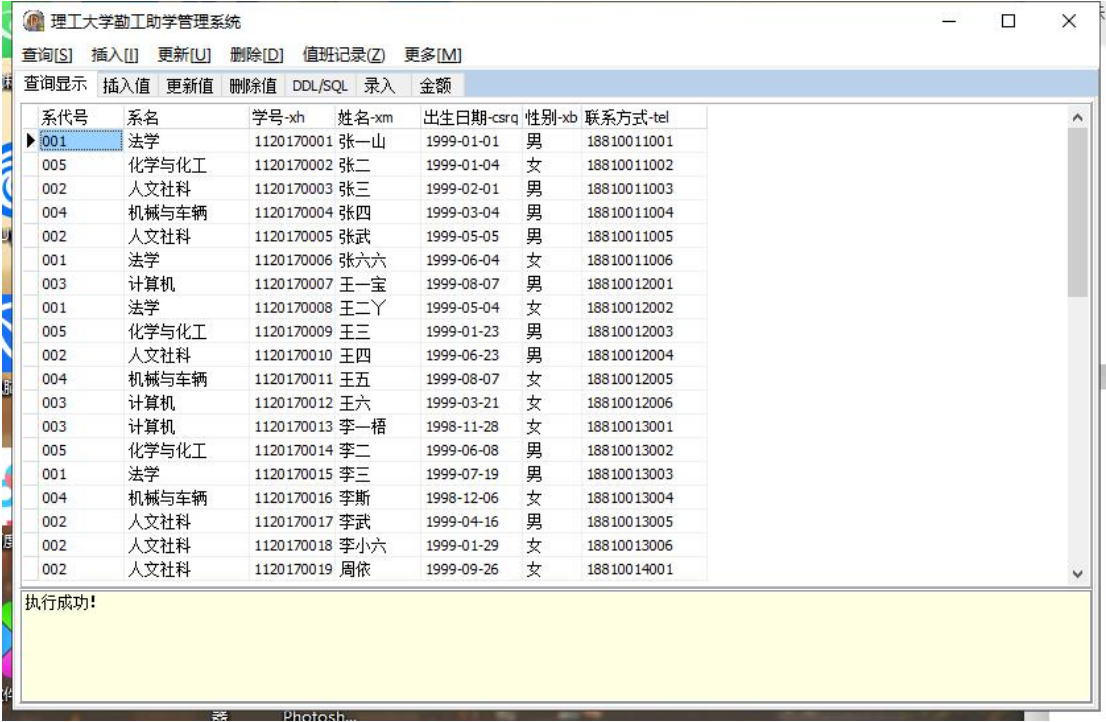 理工大学勤工助学管理系统
查询[S] 插入[I] 更新[U] 删除[D] 值班记录(Z) 更多[M]
查询显示 插入值 更新值 删除值 DDL/SQL 录入 金额
系代号 系名 学号-xh 姓名-xm 出生日期-csrq 性别-xb 联系方式-tel
001 法学 1120170001 张一山 1999-01-01 男 18810011001
005 化学与化工 1120170002 张二 1999-01-04 女 18810011002
002 人文社科 1120170003 张三 1999-02-01 男 18810011003
004 机械与车辆 1120170004 张四 1999-03-04 男 18810011004
002 人文社科 1120170005 张武 1999-05-05 男 18810011005
001 法学 1120170006 张六六 1999-06-04 女 18810011006
003 计算机 1120170007 王一宝 1999-08-07 男 18810012001
001 法学 1120170008 王二丫 1999-05-04 女 18810012002
005 化学与化工 1120170009 王三 1999-01-23 男 18810012003
002 人文社科 1120170010 王四 1999-06-23 男 18810012004
004 机械与车辆 1120170011 王五 1999-08-07 女 18810012005
003 计算机 1120170012 王六 1999-03-21 女 18810012006
003 计算机 1120170013 李一梧 1998-11-28 女 18810013001
005 化学与化工 1120170014 李二 1999-06-08 男 18810013002
001 法学 1120170015 李三 1999-07-19 男 18810013003
004 机械与车辆 1120170016 李斯 1998-12-06 女 18810013004
002 人文社科 1120170017 李武 1999-04-16 男 18810013005
002 人文社科 1120170018 李小六 1999-01-29 女 18810013006
002 人文社科 1120170019 周依 1999-09-26 女 18810014001
执行成功!
Photosh...